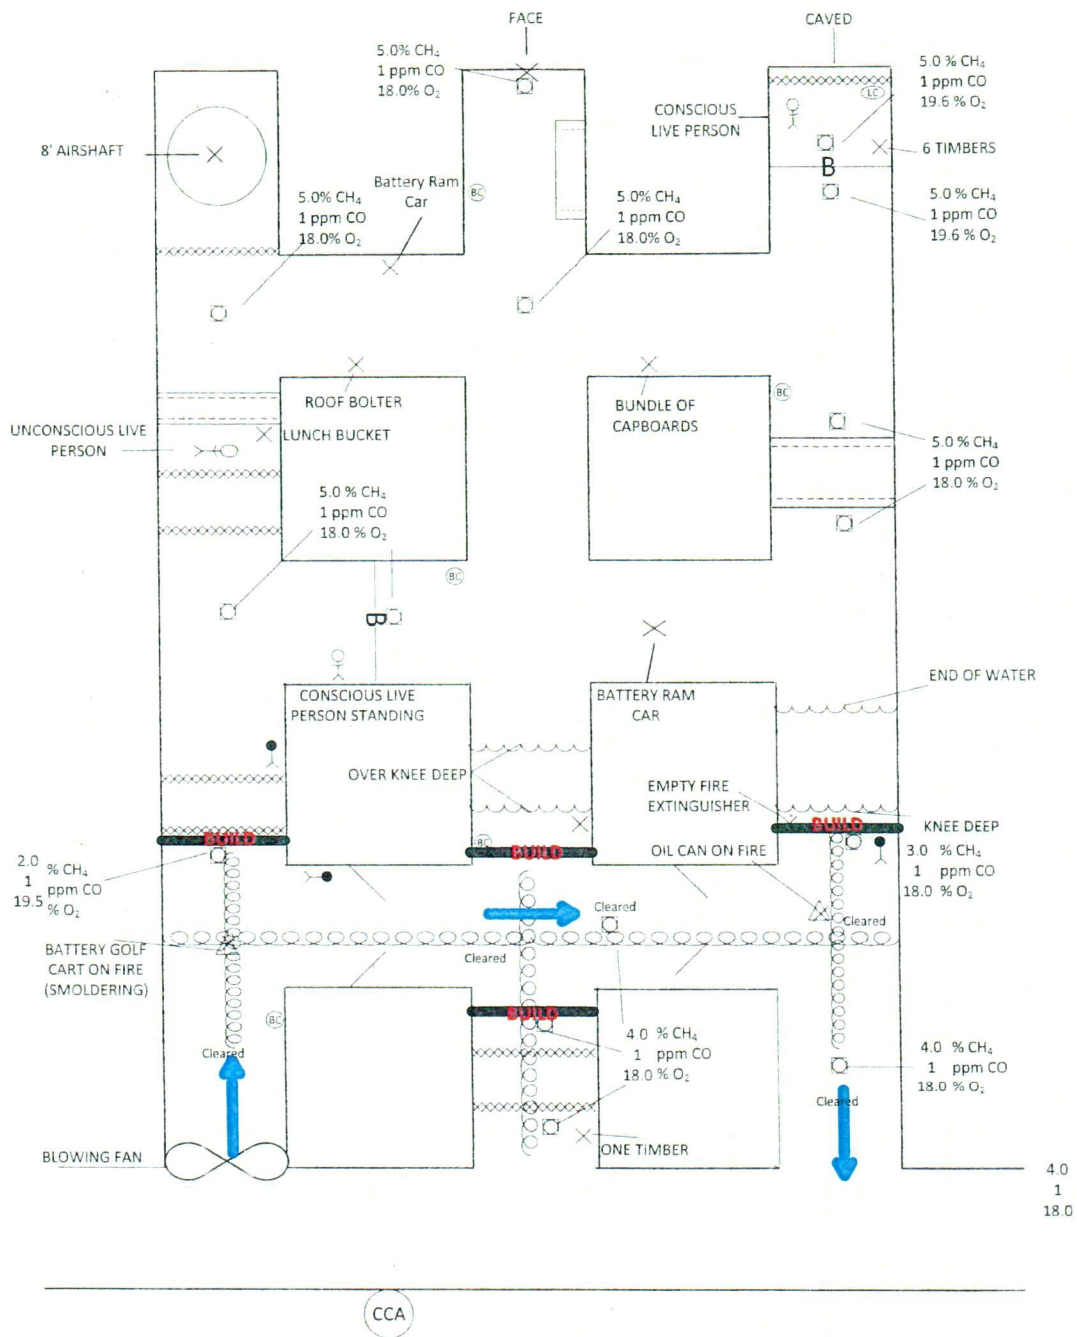 FACE
CAVED
5.0% CH₄
1 ppm CO
18.0% O₂
5.0 % CH₄
1 ppm CO
19.6 % O₂
CONSCIOUS
LIVE PERSON
LC
8' AIRSHAFT
6 TIMBERS
B
Battery Ram
Car
BC
5.0% CH₄
1 ppm CO
18.0% O₂
5.0% CH₄
1 ppm CO
18.0% O₂
5.0 % CH₄
1 ppm CO
19.6 % O₂
ROOF BOLTER
BUNDLE OF
CAPBOARDS
BC
UNCONSCIOUS LIVE
PERSON
LUNCH BUCKET
5.0 % CH₄
1 ppm CO
18.0 % O₂
5.0 % CH₄
1 ppm CO
18.0 % O₂
BC
B
CONSCIOUS LIVE
PERSON STANDING
BATTERY RAM
CAR
END OF WATER
OVER KNEE DEEP
EMPTY FIRE
EXTINGUISHER
KNEE DEEP
BUILD
BUILD
BUILD
BC
OIL CAN ON FIRE
2.0 % CH₄
1 ppm CO
19.5 % O₂
3.0 % CH₄
1 ppm CO
18.0 % O₂
Cleared
Cleared
Cleared
BATTERY GOLF
CART ON FIRE
(SMOLDERING)
BUILD
BC
Cleared
4.0 % CH₄
1 ppm CO
18.0 % O₂
4.0 % CH₄
1 ppm CO
18.0 % O₂
Cleared
ONE TIMBER
BLOWING FAN
4.0
1
18.0
CCA